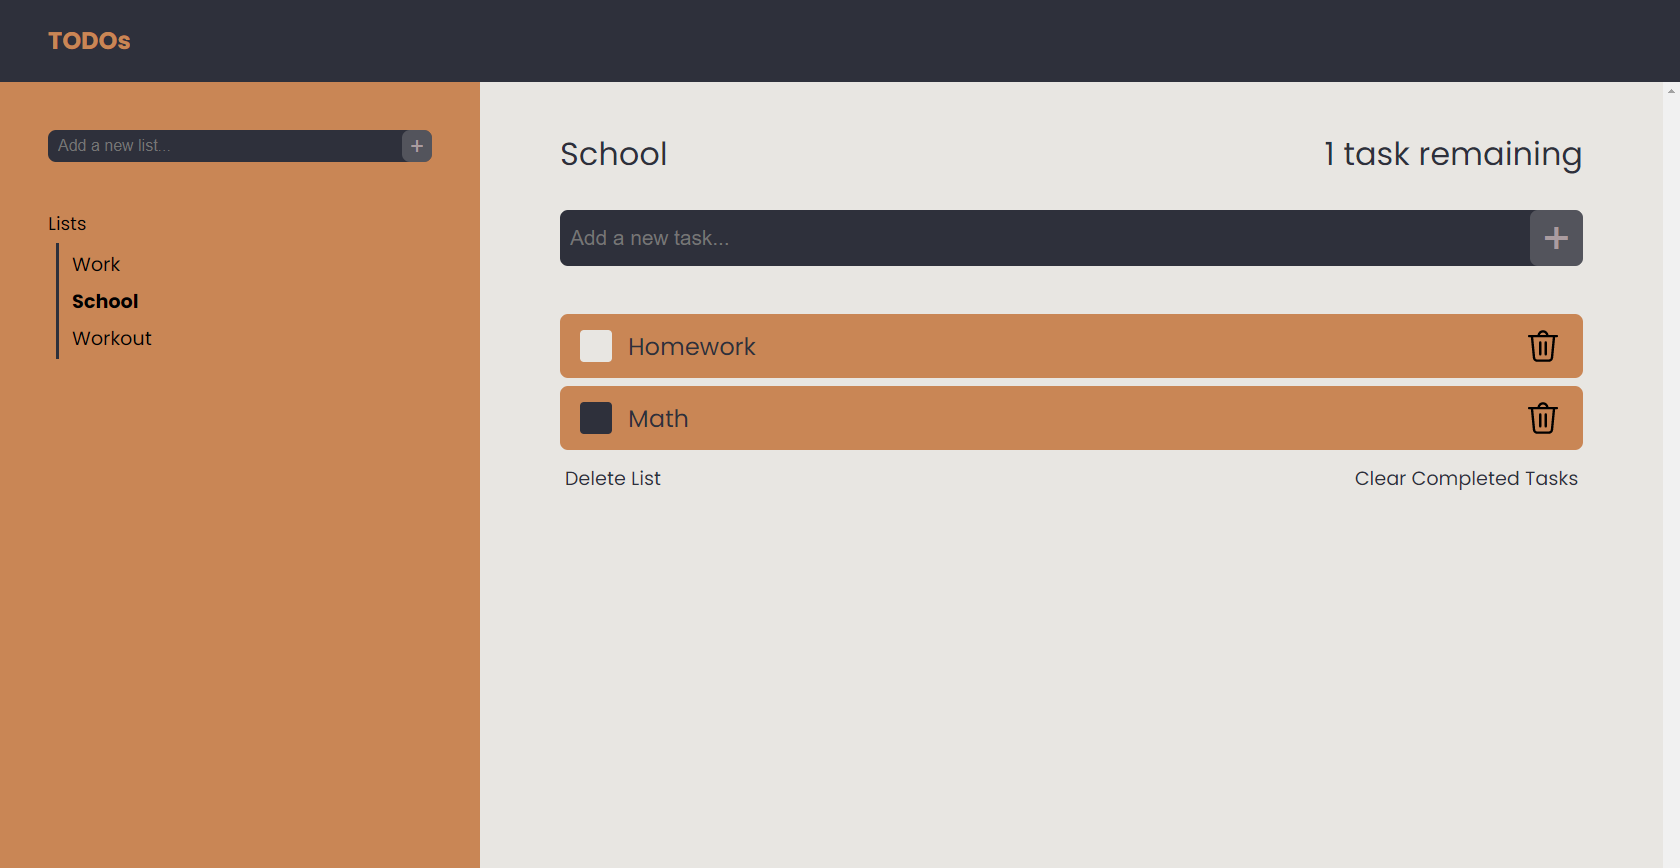 TODOs
Add a new list...
+
Lists
Work
School
Workout
School
1 task remaining
Add a new task...
+
Homework
Math
Delete List
Clear Completed Tasks